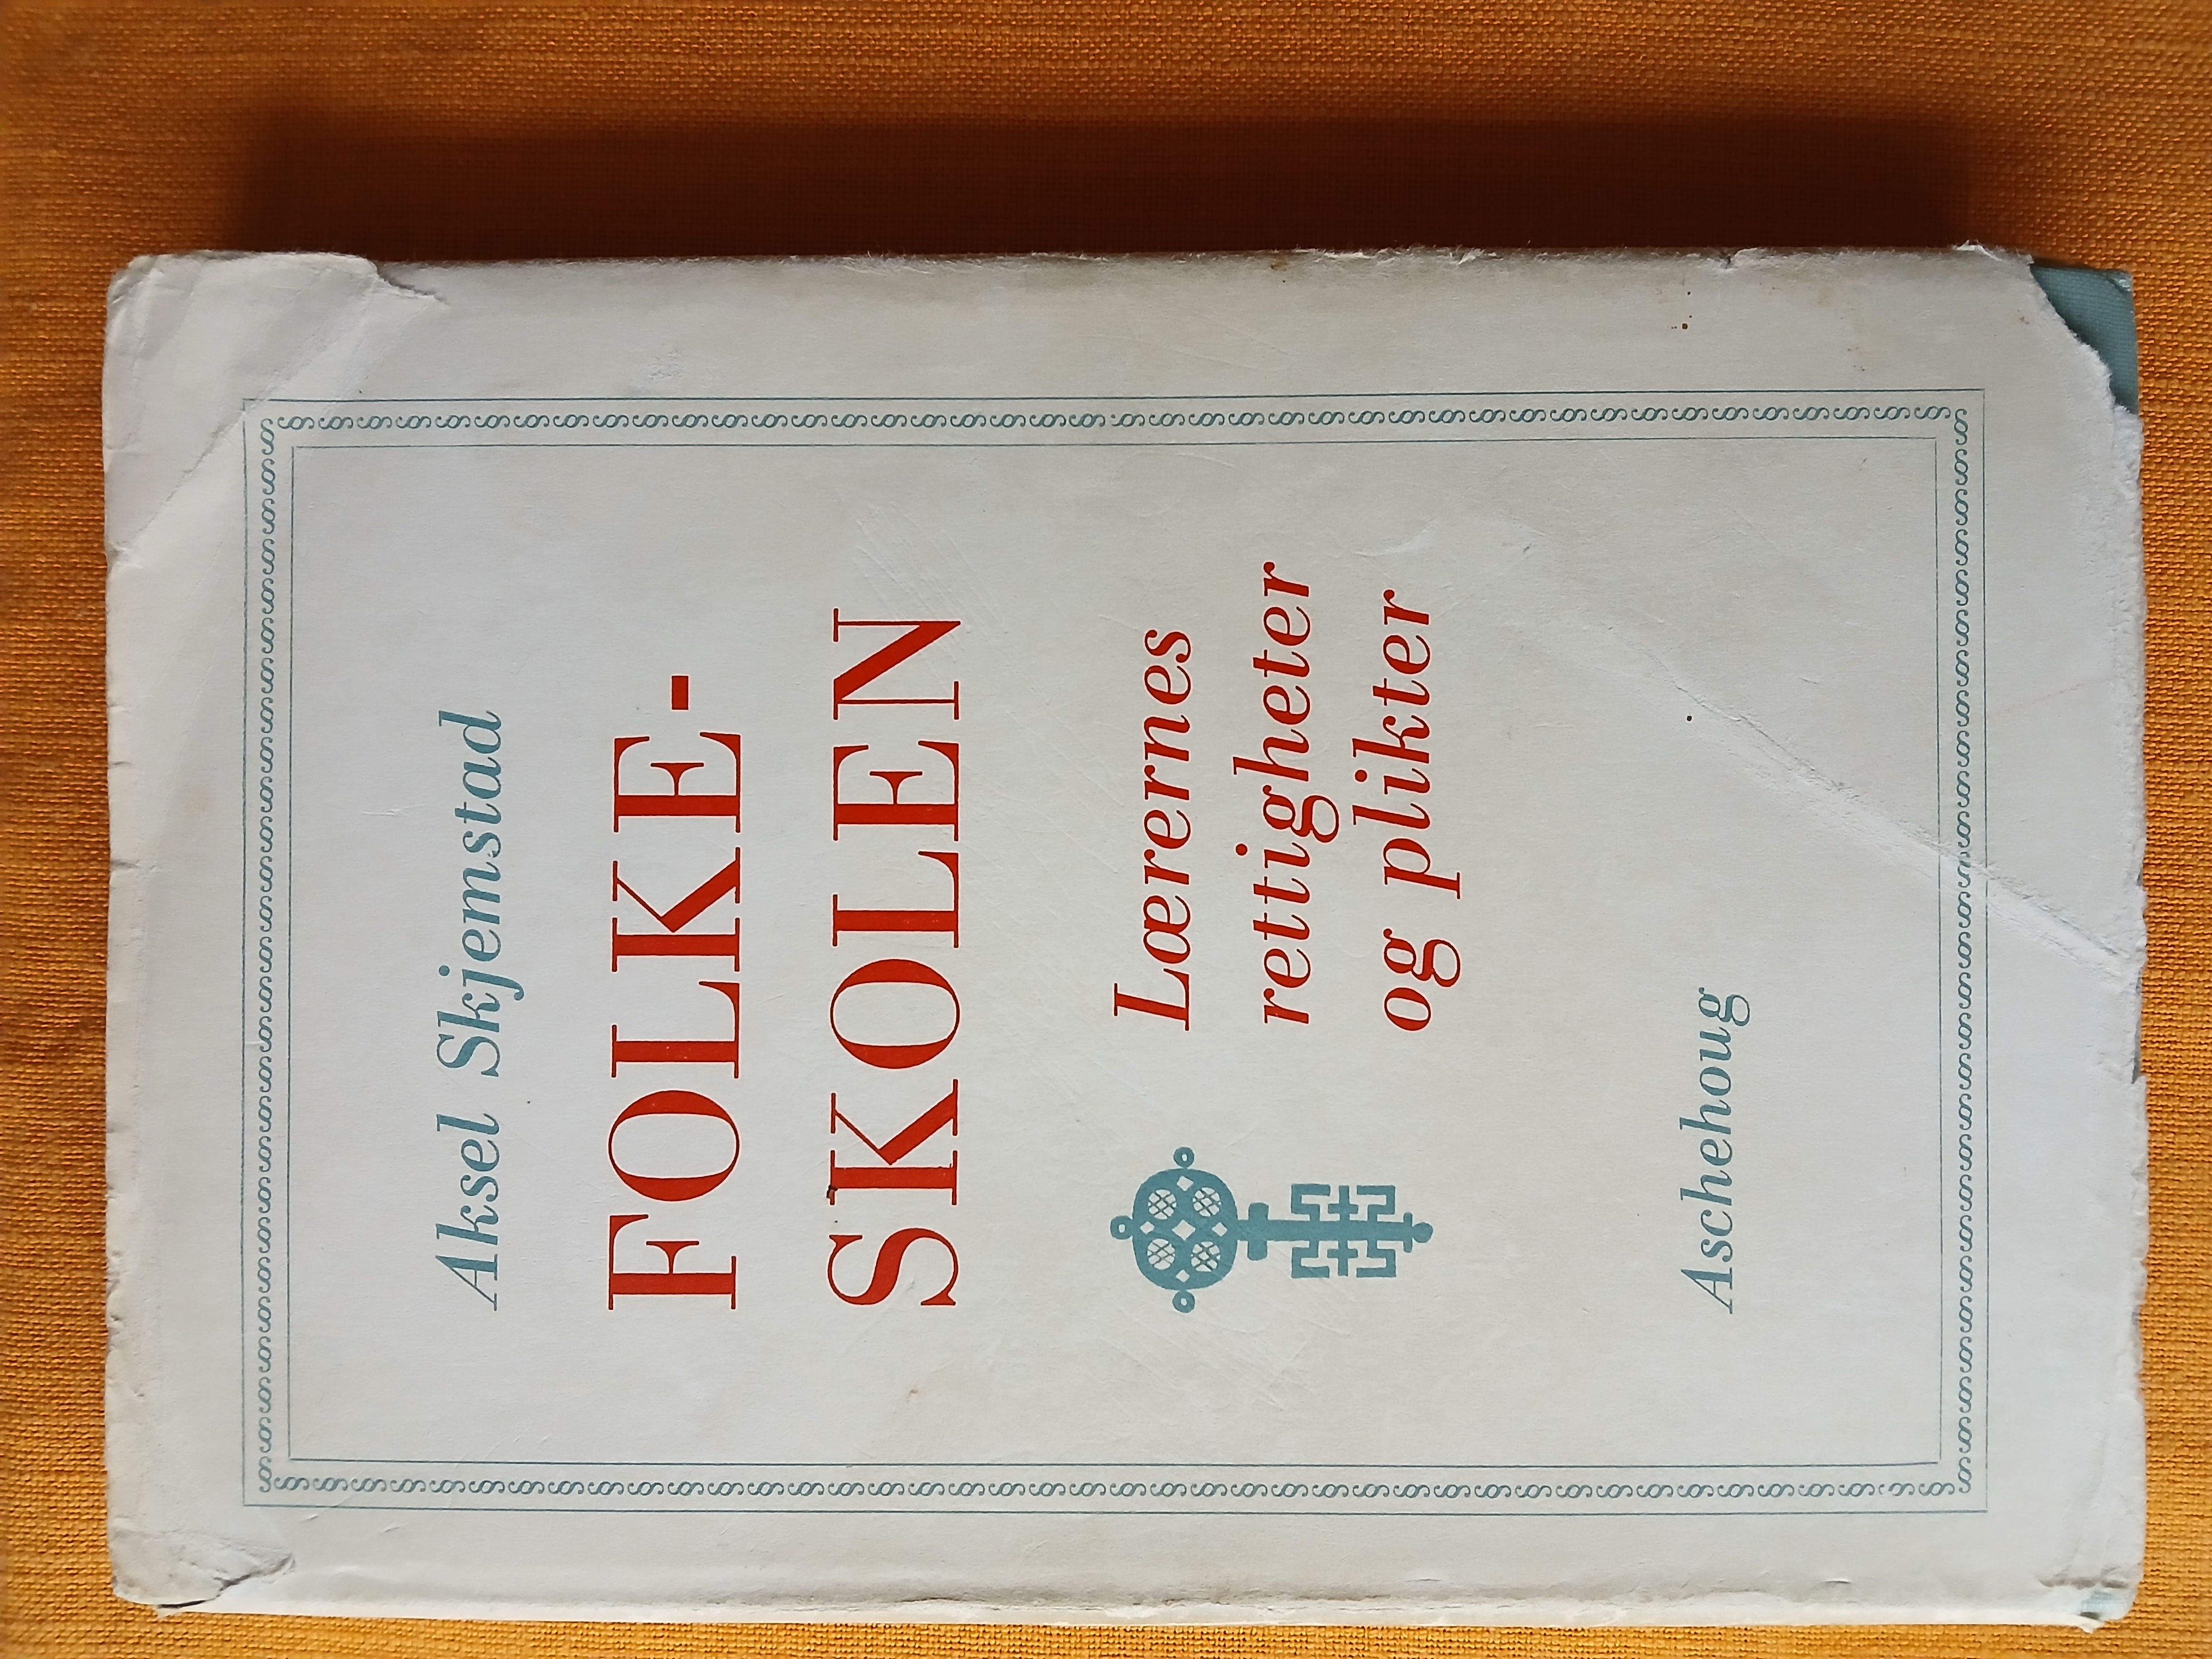 Aksel Skjemstad
FOLKE-
SKOLEN
Lærernes
rettigheter
og plikter
Aschehoug